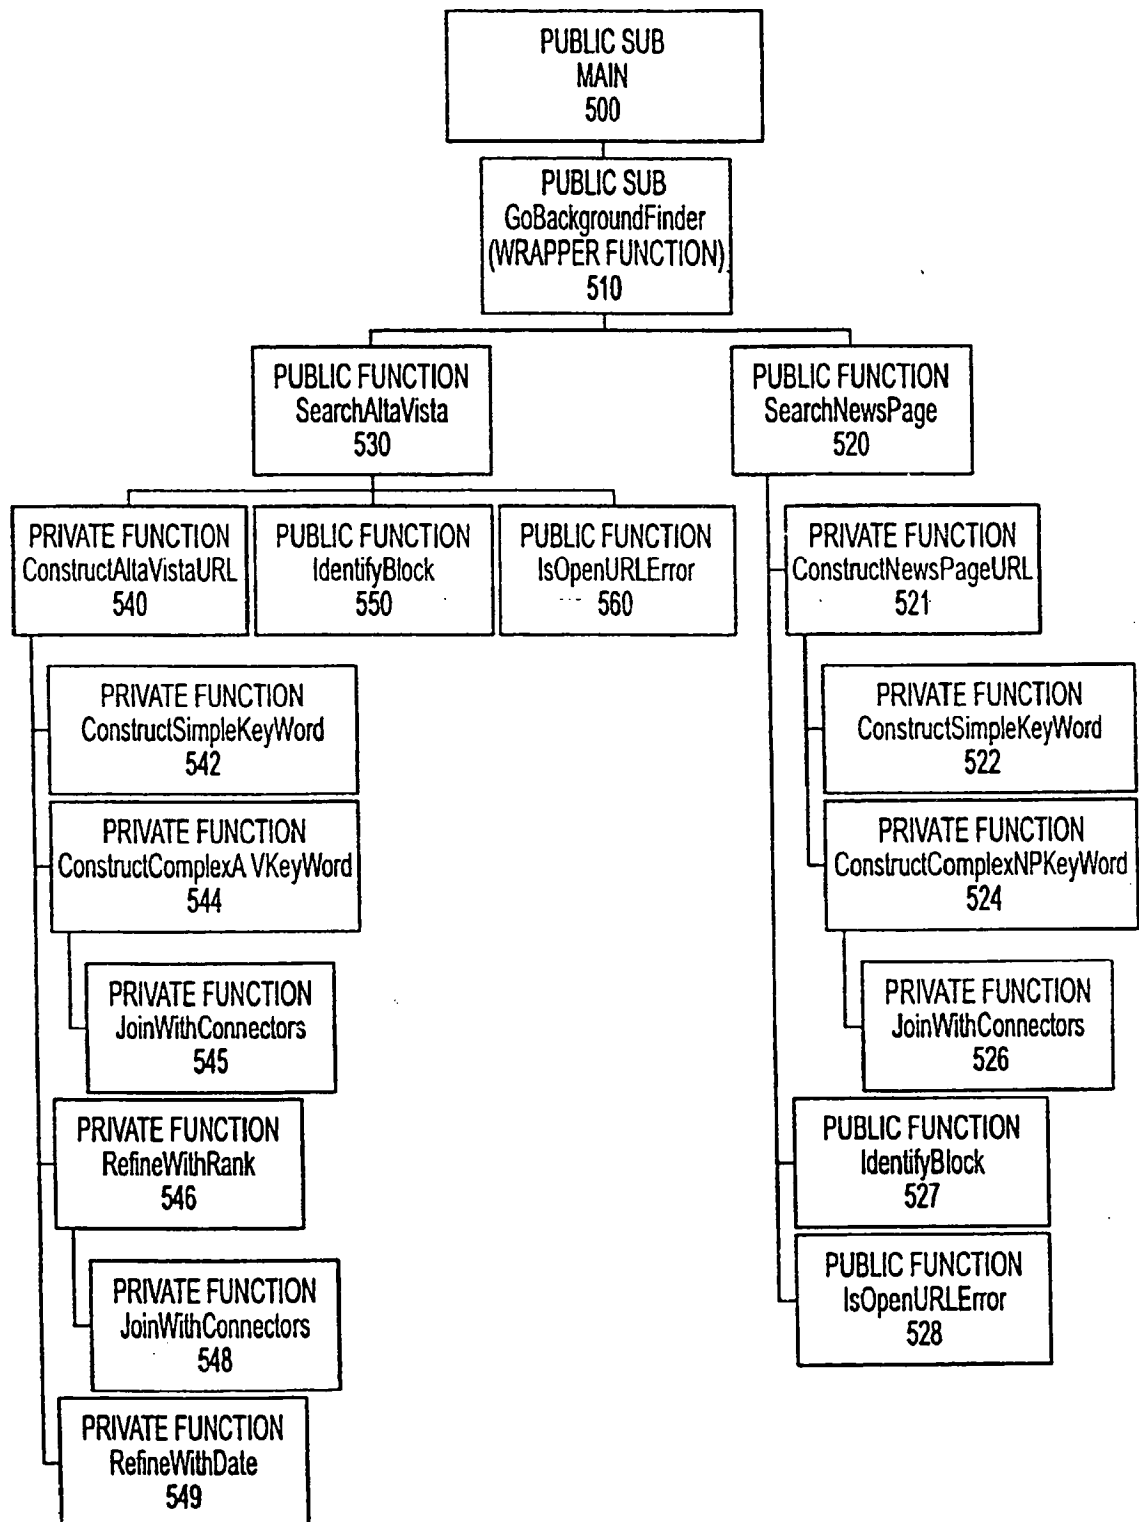 PUBLIC SUB
MAIN
500
PUBLIC SUB
GoBackgroundFinder
(WRAPPER FUNCTION)
510
PUBLIC FUNCTION
SearchAltaVista
530
PUBLIC FUNCTION
SearchNewsPage
520
PRIVATE FUNCTION
ConstructAltaVistaURL
540
PUBLIC FUNCTION
IdentifyBlock
550
PUBLIC FUNCTION
IsOpenURLError
560
PRIVATE FUNCTION
ConstructNewsPageURL
521
PRIVATE FUNCTION
ConstructSimpleKeyWord
542
PRIVATE FUNCTION
ConstructSimpleKeyWord
522
PRIVATE FUNCTION
ConstructComplexA VKeyWord
544
PRIVATE FUNCTION
ConstructComplexNPKeyWord
524
PRIVATE FUNCTION
JoinWithConnectors
545
PRIVATE FUNCTION
JoinWithConnectors
526
PRIVATE FUNCTION
RefineWithRank
546
PUBLIC FUNCTION
IdentifyBlock
527
PRIVATE FUNCTION
JoinWithConnectors
548
PUBLIC FUNCTION
IsOpenURLError
528
PRIVATE FUNCTION
RefineWithDate
549